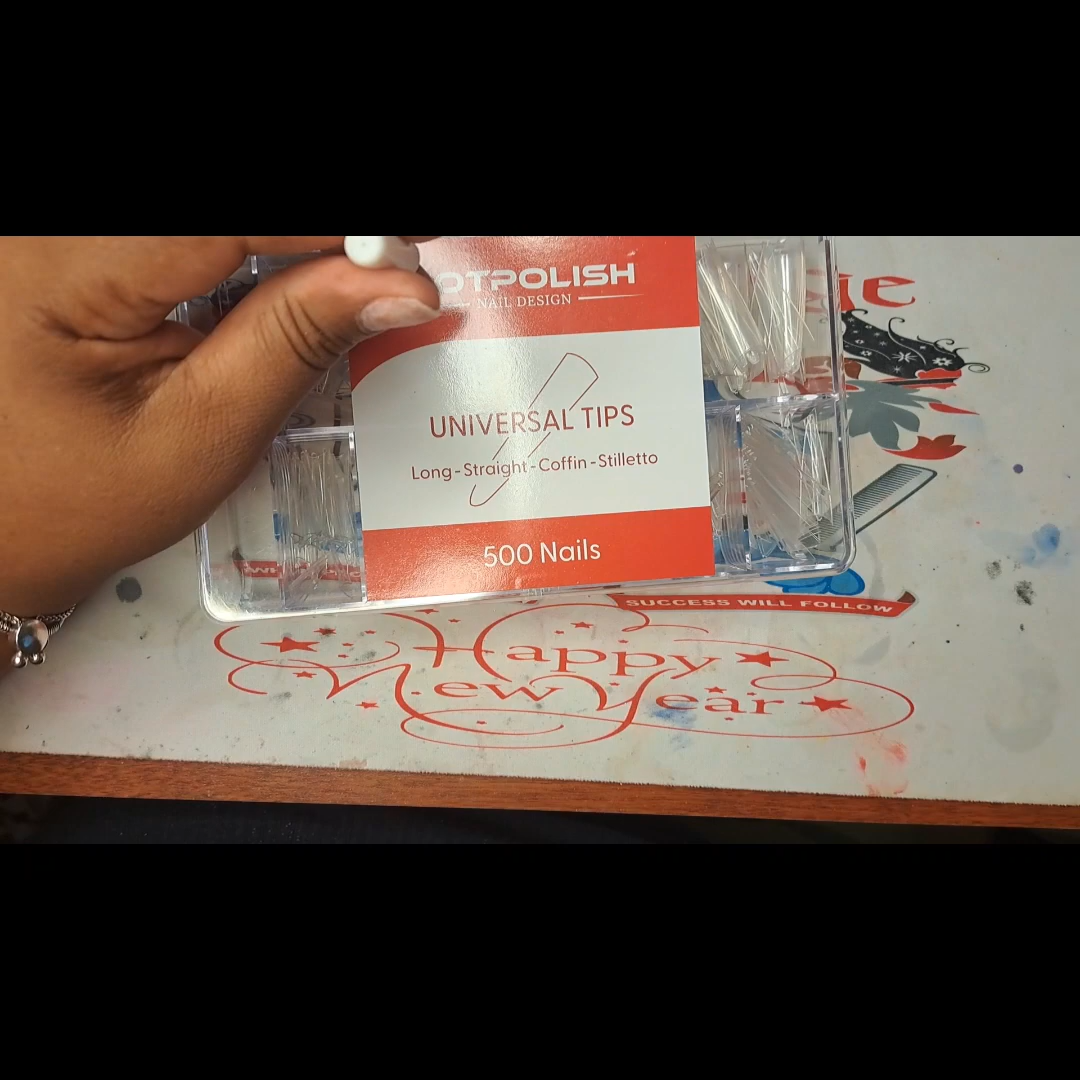 OTPOLISH
NAIL DESIGN
UNIVERSAL TIPS
Long-Straight-Coffin-Stilletto
500 Nails
SUCCESS WILL FOLLOW
Happy
New Year